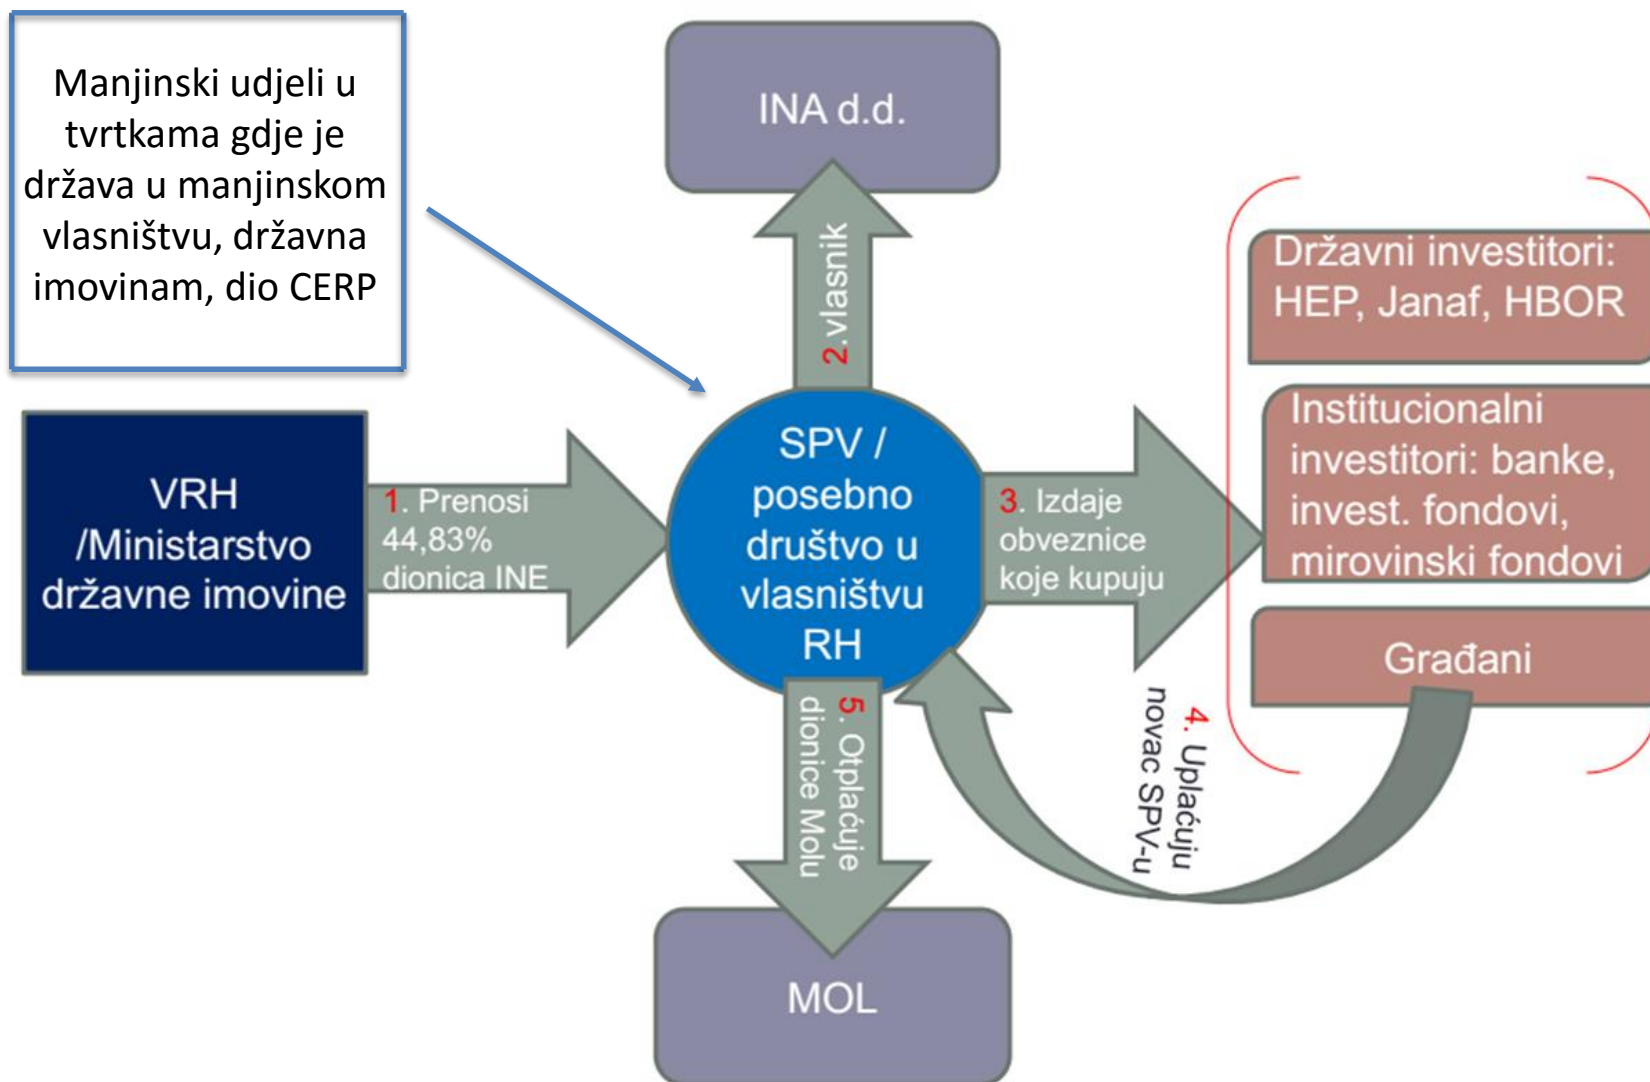 Manjinski udjeli u
tvrtkama gdje je
država u manjinskom
vlasništvu, državna
imovinam, dio CERP
INA d.d.
2.vlasnik
Državni investitori:
HEP, Janaf, HBOR
Institucionalni
investitori: banke,
invest. fondovi,
mirovinski fondovi
Građani
VRH
/Ministarstvo
državne imovine
1. Prenosi
44,83%
dionica INE
SPV /
posebno
društvo u
vlasništvu
RH
3. Izdaje
obveznice
koje kupuju
4. Uplaćuju
novac SPV-u
5. Otplaćuje
dionice Molu
MOL